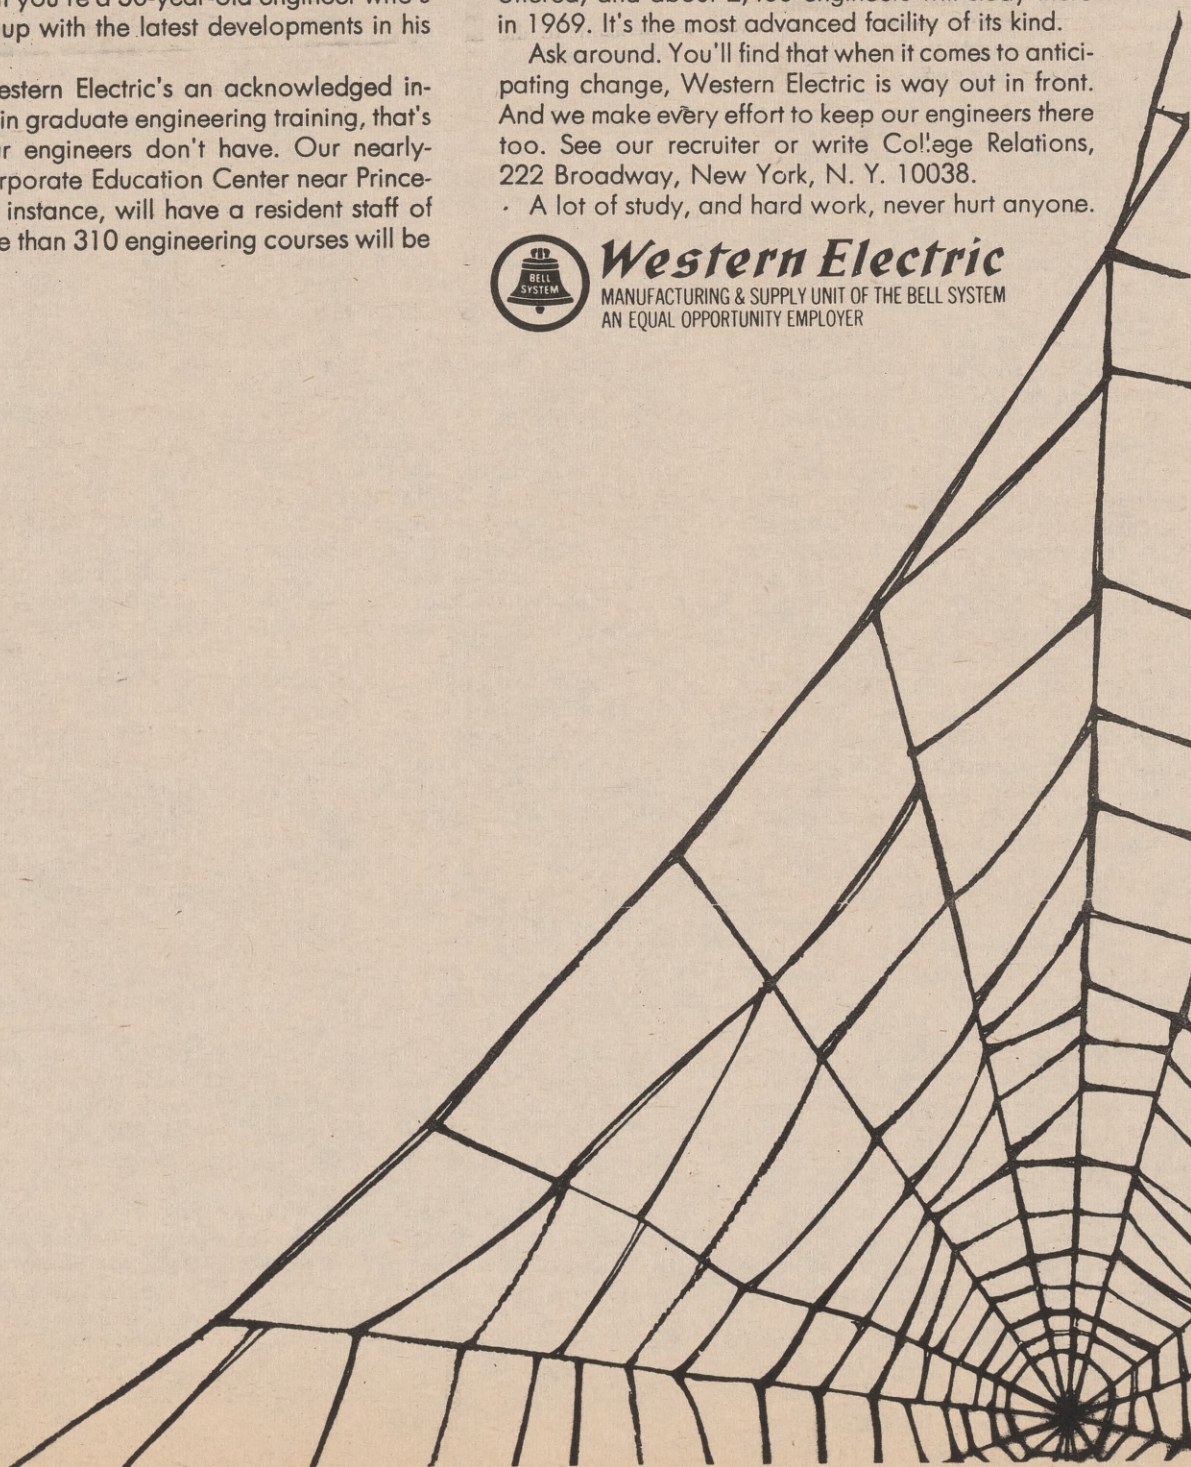 up with the latest developments in his
estern Electric's an acknowledged in-
in graduate engineering training, that's
r engineers don't have. Our nearly-
rporate Education Center near Prince-
instance, will have a resident staff of
e than 310 engineering courses will be
in 1969. It's the most advanced facility of its kind.
Ask around. You'll find that when it comes to antici-
pating change, Western Electric is way out in front.
And we make every effort to keep our engineers there
too. See our recruiter or write College Relations,
222 Broadway, New York, N. Y. 10038.
A lot of study, and hard work, never hurt anyone.
BELL
SYSTEM
Western Electric
MANUFACTURING & SUPPLY UNIT OF THE BELL SYSTEM
AN EQUAL OPPORTUNITY EMPLOYER